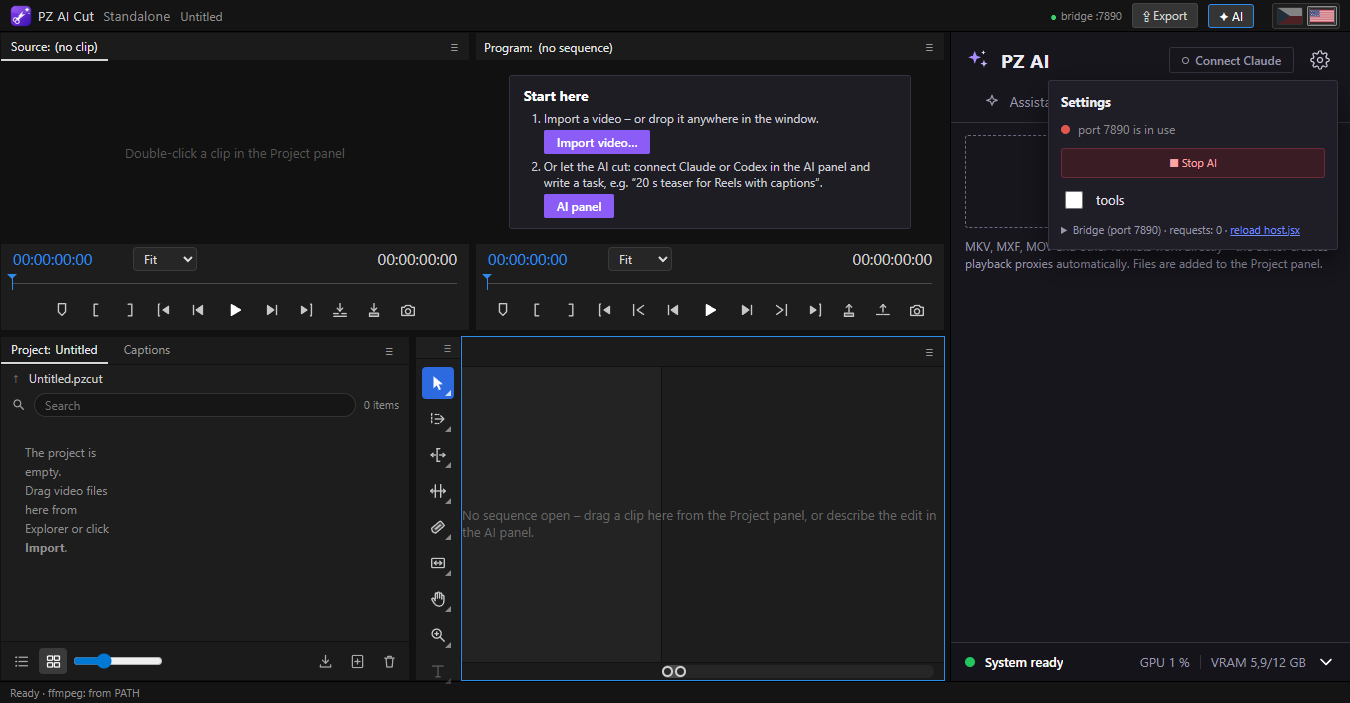 PZ AI Cut Standalone Untitled
bridge :7890
Export
AI
Source: (no clip)
Program: (no sequence)
Double-click a clip in the Project panel
Start here
1. Import a video – or drop it anywhere in the window.
Import video...
2. Or let the AI cut: connect Claude or Codex in the AI panel and
write a task, e.g. “20 s teaser for Reels with captions”.
AI panel
00:00:00:00
Fit
00:00:00:00
00:00:00:00
Fit
00:00:00:00
PZ AI
Connect Claude
Assista
Settings
port 7890 is in use
Stop AI
tools
Bridge (port 7890) · requests: 0 · reload host.jsx
MKV, MXF, MOV
playback proxies automatically. Files are added to the Project panel.
Project: Untitled
Captions
Untitled.pzcut
Search
0 items
The project is
empty.
Drag video files
here from
Explorer or click
Import.
No sequence open – drag a clip here from the Project panel, or describe the edit in
the AI panel.
System ready
GPU 1 %
VRAM 5,9/12 GB
Ready · ffmpeg: from PATH